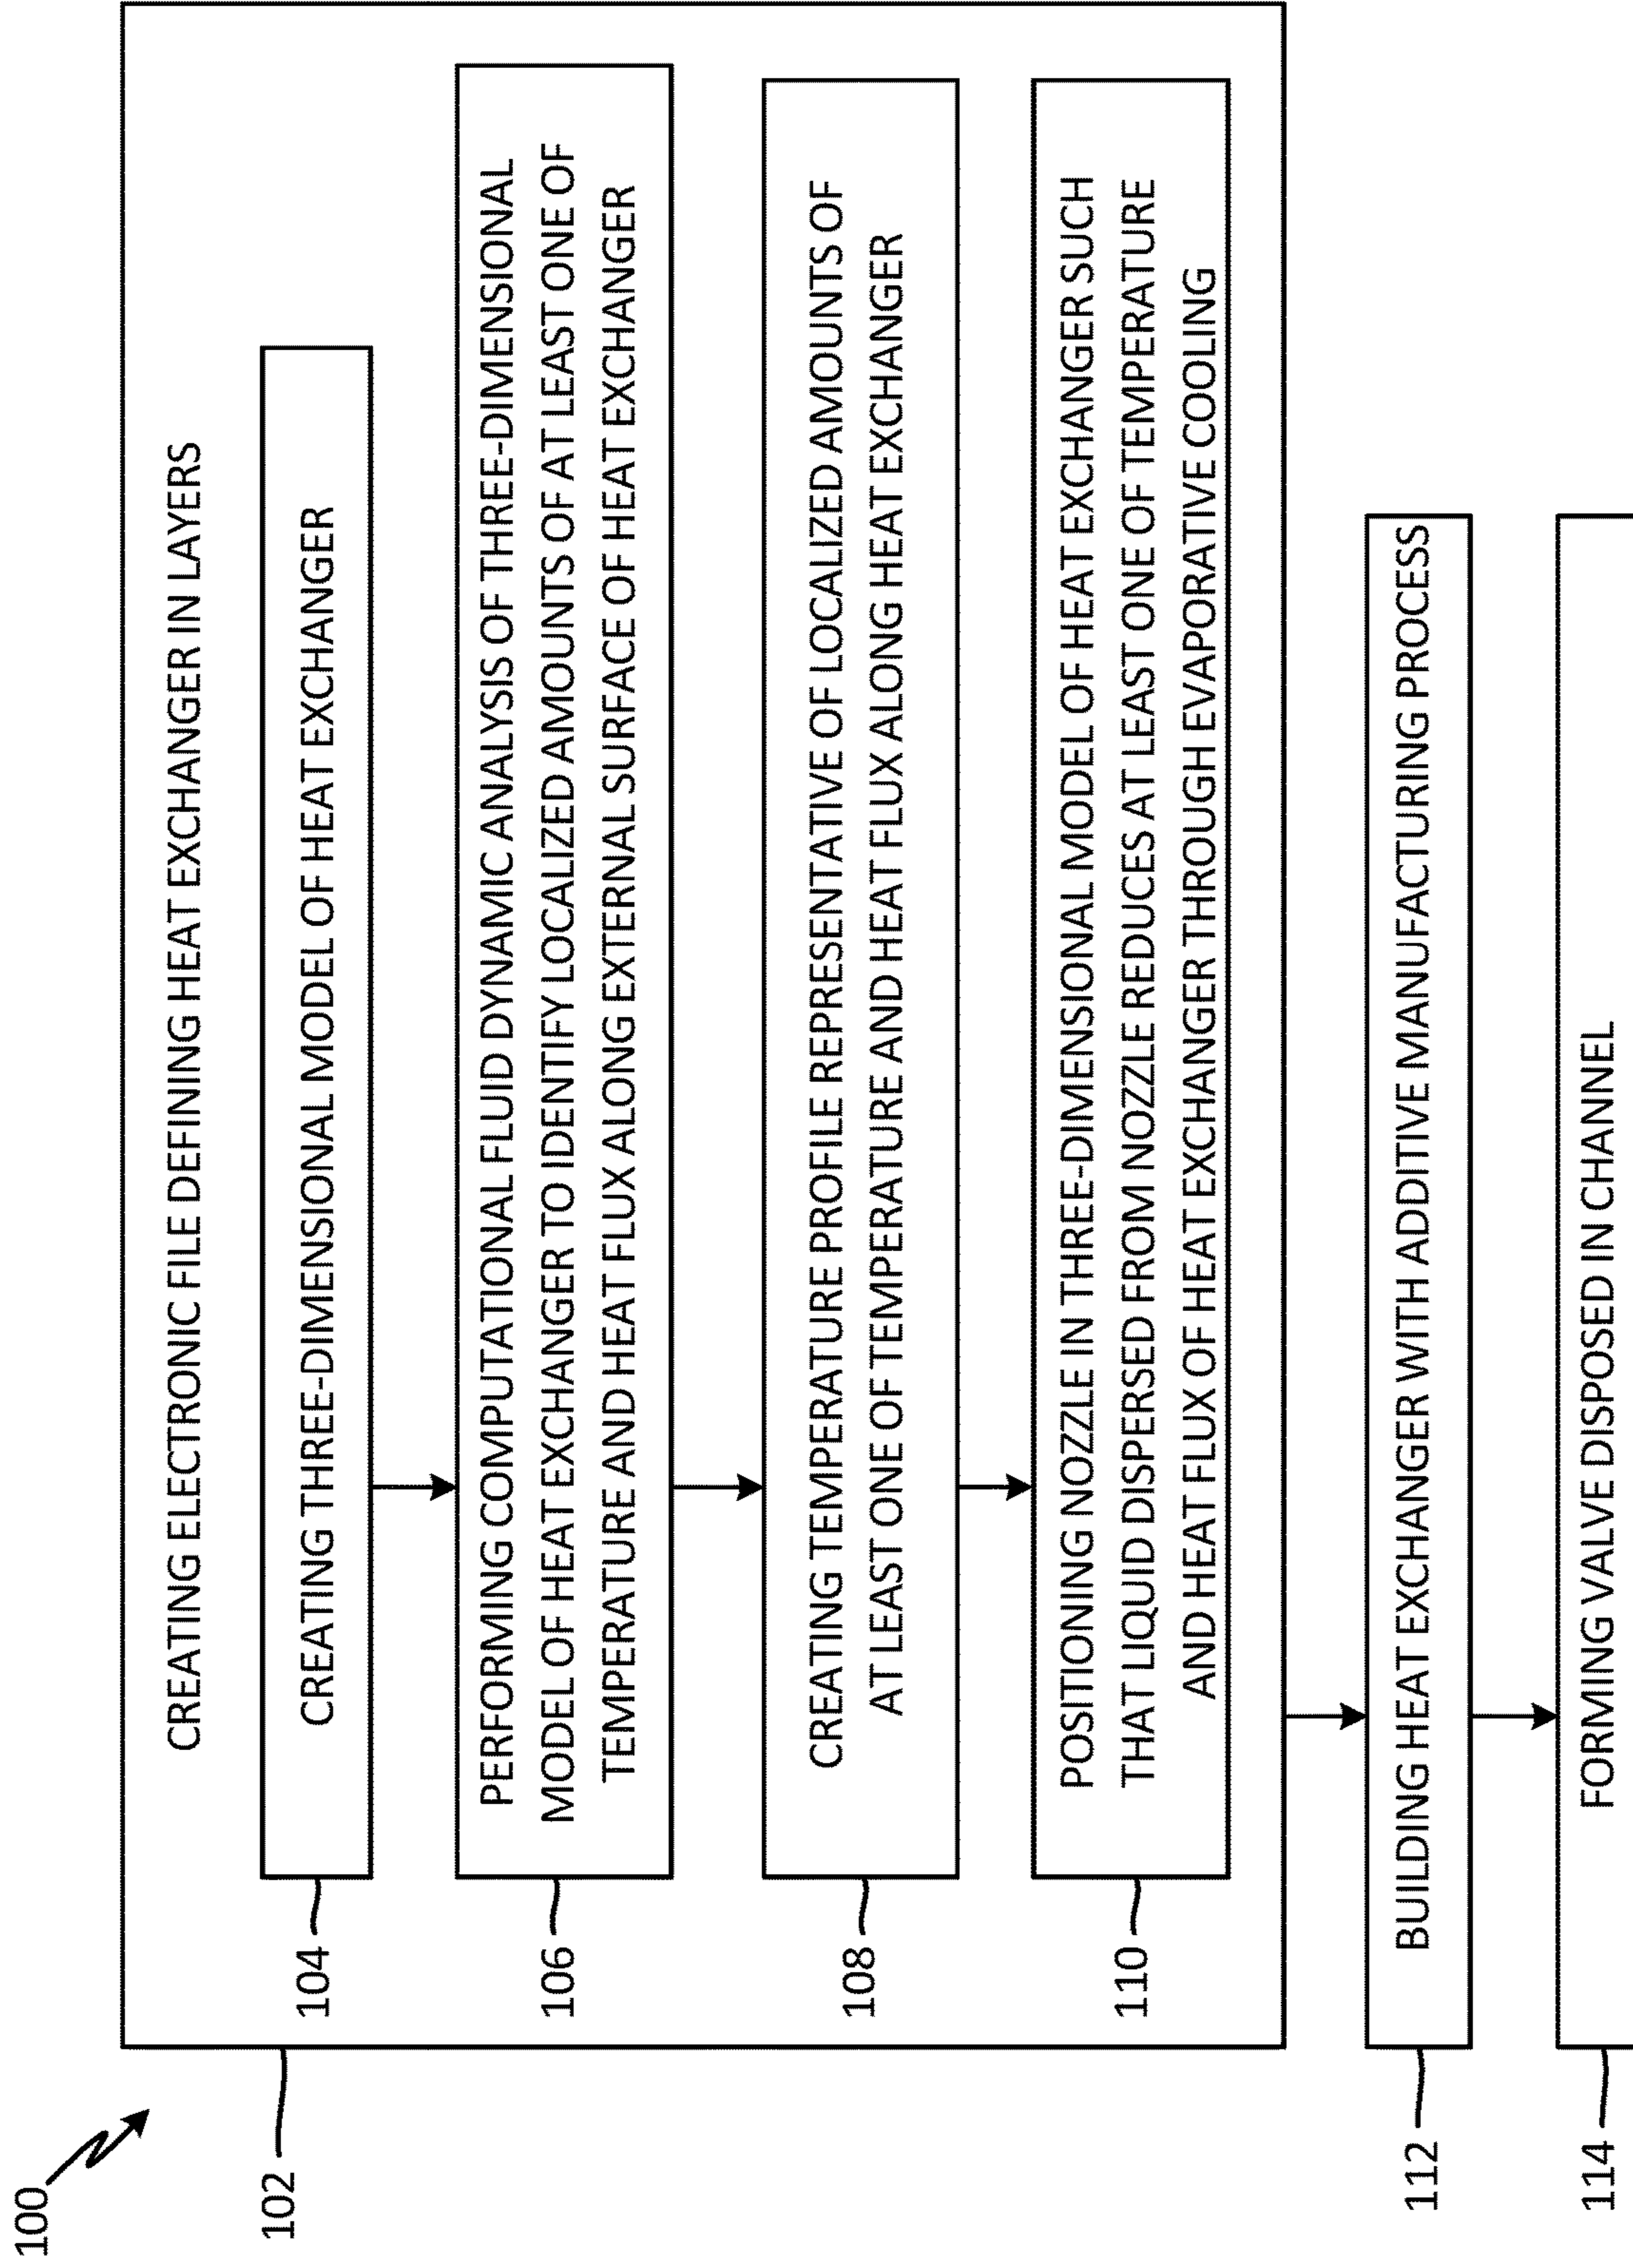 100
102
CREATING ELECTRONIC FILE DEFINING HEAT EXCHANGER IN LAYERS
104
CREATING THREE-DIMENSIONAL MODEL OF HEAT EXCHANGER
106
PERFORMING COMPUTATIONAL FLUID DYNAMIC ANALYSIS OF THREE-DIMENSIONAL
MODEL OF HEAT EXCHANGER TO IDENTIFY LOCALIZED AMOUNTS OF AT LEAST ONE OF
TEMPERATURE AND HEAT FLUX ALONG EXTERNAL SURFACE OF HEAT EXCHANGER
108
CREATING TEMPERATURE PROFILE REPRESENTATIVE OF LOCALIZED AMOUNTS OF
AT LEAST ONE OF TEMPERATURE AND HEAT FLUX ALONG HEAT EXCHANGER
110
POSITIONING NOZZLE IN THREE-DIMENSIONAL MODEL OF HEAT EXCHANGER SUCH
THAT LIQUID DISPERSED FROM NOZZLE REDUCES AT LEAST ONE OF TEMPERATURE
AND HEAT FLUX OF HEAT EXCHANGER THROUGH EVAPORATIVE COOLING
112
BUILDING HEAT EXCHANGER WITH ADDITIVE MANUFACTURING PROCESS
114
FORMING VALVE DISPOSED IN CHANNEL